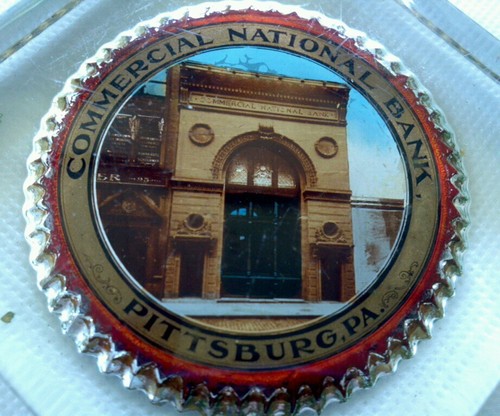 COMMERCIAL NATIONAL BANK,
PITTSBURG, PA.
COMMERCIAL NATIONAL BANK